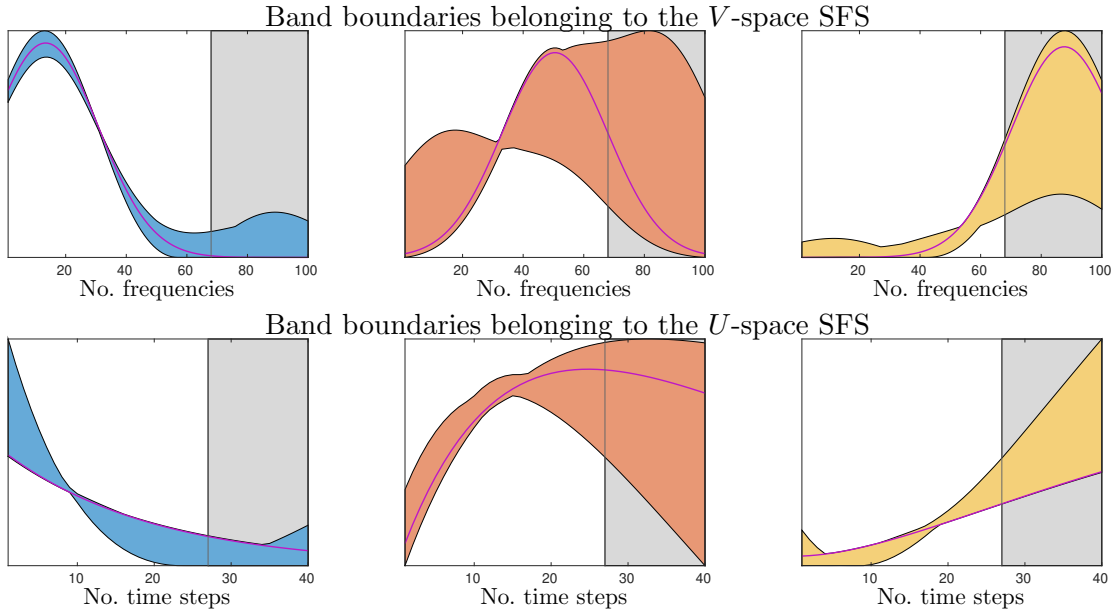 Band boundaries belonging to the V-space SFS
20 40 60 80 100
No. frequencies
20 40 60 80 100
No. frequencies
20 40 60 80 100
No. frequencies
Band boundaries belonging to the U-space SFS
10 20 30 40
No. time steps
10 20 30 40
No. time steps
10 20 30 40
No. time steps